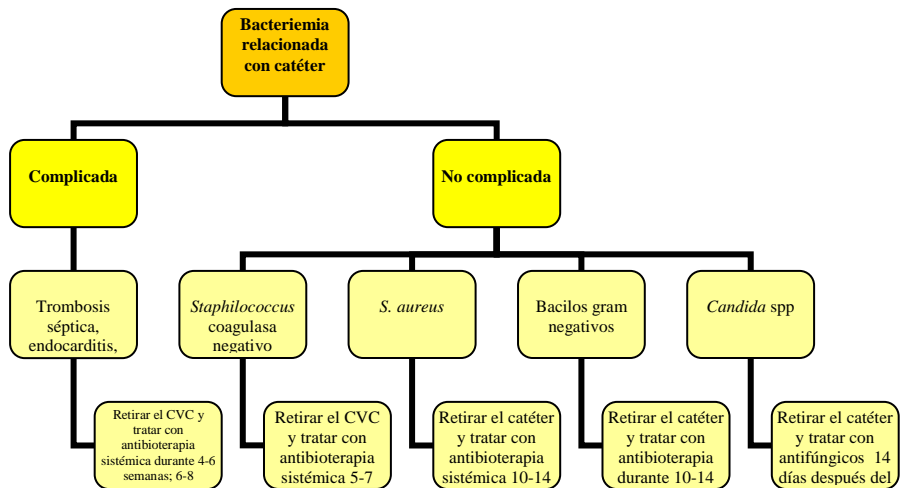 Bacteriemia
relacionada
con catéter
Complicada
No complicada
Trombosis
séptica,
endocarditis,
Staphilococcus
coagulasa
negativo
S. aureus
Bacilos gram
negativos
Candida spp
Retirar el CVC y
tratar con
antibioterapia
sistémica durante 4-6
semanas; 6-8
Retirar el CVC
y tratar con
antibioterapia
sistémica 5-7
Retirar el catéter
y tratar con
antibioterapia
sistémica 10-14
Retirar el catéter
y tratar con
antibioterapia
durante 10-14
Retirar el catéter
y tratar con
antifúngicos 14
días después del